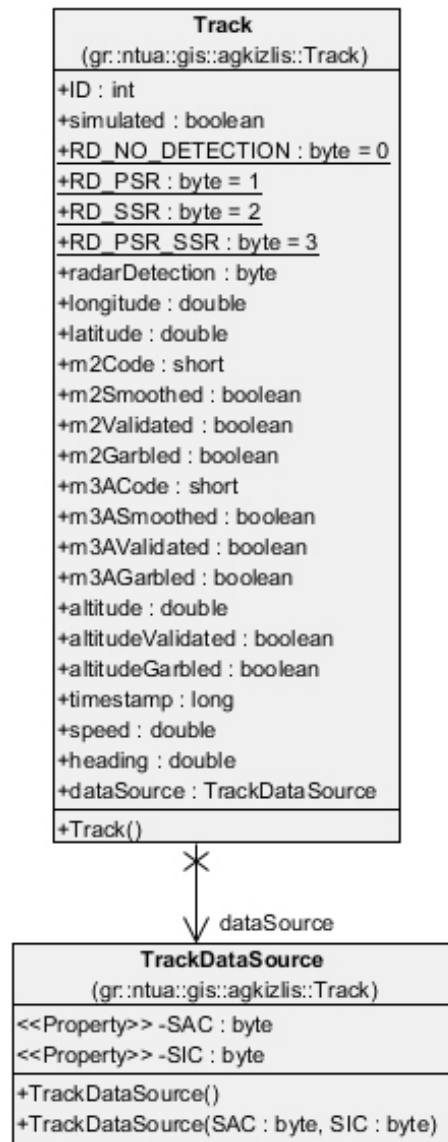 Track
(gr::ntua::gis::agkizlis::Track)
+ID : int
+simulated : boolean
+RD_NO_DETECTION : byte = 0
+RD_PSR : byte = 1
+RD_SSR : byte = 2
+RD_PSR_SSR : byte = 3
+radarDetection : byte
+longitude : double
+latitude : double
+m2Code : short
+m2Smoothed : boolean
+m2Validated : boolean
+m2Garbled : boolean
+m3ACode : short
+m3ASmoothed : boolean
+m3AValidated : boolean
+m3AGarbled : boolean
+altitude : double
+altitudeValidated : boolean
+altitudeGarbled : boolean
+timestamp : long
+speed : double
+heading : double
+dataSource : TrackDataSource
+Track()
dataSource
TrackDataSource
(gr::ntua::gis::agkizlis::Track)
<<Property>> -SAC : byte
<<Property>> -SIC : byte
+TrackDataSource()
+TrackDataSource(SAC : byte, SIC : byte)